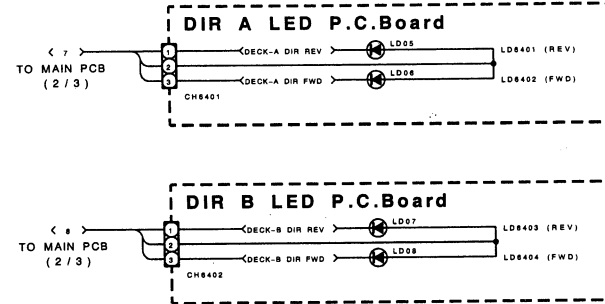 DIR A LED P.C.Board
< 7 >
TO MAIN PCB
(2/3)
1
2
3
<DECK-A DIR REV >
LD05
LD6401 (REV)
<DECK-A DIR FWD >
LD06
LD6402 (FWD)
CH6401
DIR B LED P.C.Board
< 8 >
TO MAIN PCB
(2/3)
1
2
3
<DECK-B DIR REV >
LD07
LD6403 (REV)
<DECK-B DIR FWD >
LD08
LD6404 (FWD)
CH6402